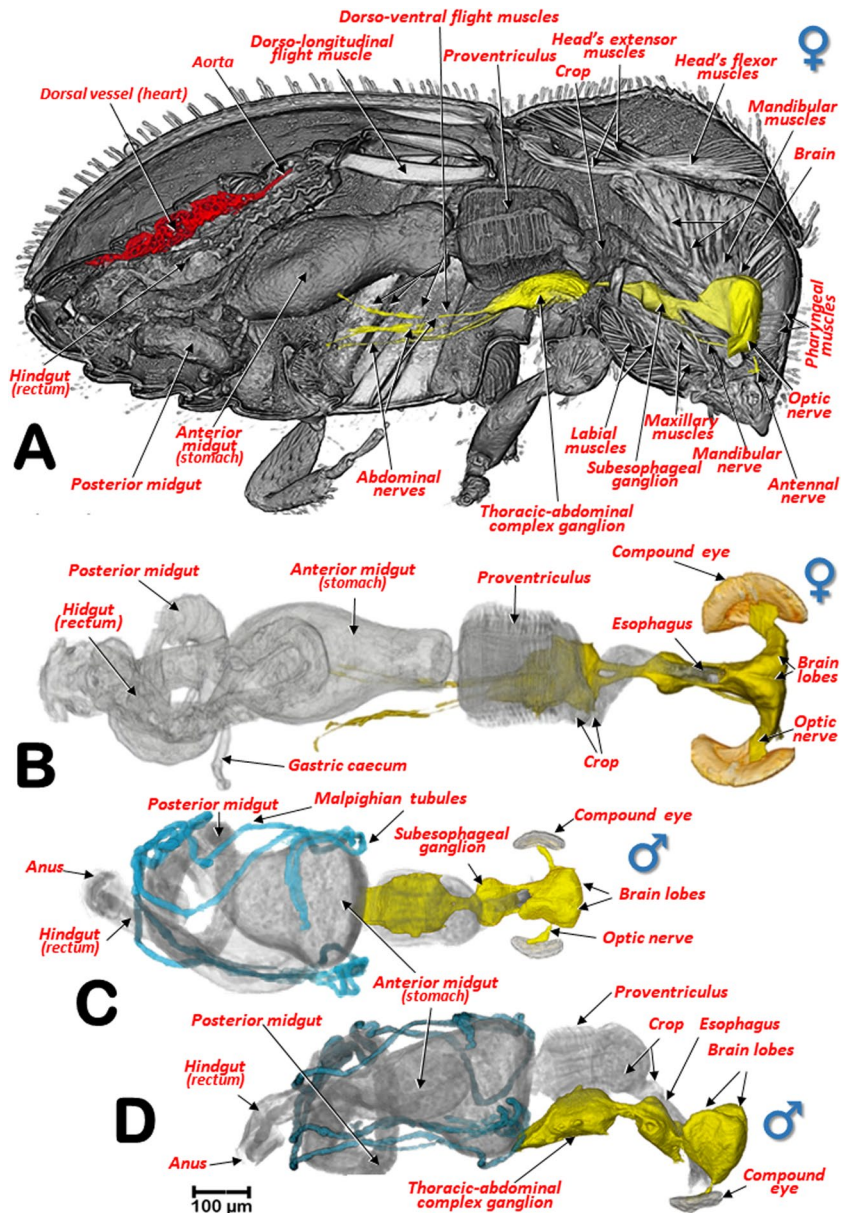 Dorso-ventral flight muscles
Dorso-longitudinal
flight muscle
Proventriculus
Head's extensor
muscles
Crop
Head's flexor
muscles
♀
Aorta
Dorsal vessel (heart)
Mandibular
muscles
Brain
Pharyngeal
muscles
Hindgut
(rectum)
Optic
nerve
Anterior
midgut
(stomach)
Labial
muscles
Maxillary
muscles
Mandibular
nerve
Subesophageal
ganglion
A
Posterior midgut
Abdominal
nerves
Antennal
nerve
Thoracic-abdominal
complex ganglion
Compound eye
♀
Posterior midgut
Anterior midgut
(stomach)
Proventriculus
Hidgut
(rectum)
Esophagus
Brain
lobes
Optic
nerve
B
Gastric caecum
Crop
Posterior midgut
Malpighian tubules
Compound eye
Subesophageal
ganglion
♂
Anus
Brain lobes
Hindgut
(rectum)
Optic nerve
C
Anterior midgut
(stomach)
Proventriculus
Posterior midgut
Crop
Esophagus
Brain lobes
Hindgut
(rectum)
D
♂
Anus
Thoracic-abdominal
complex ganglion
Compound
eye
100 µm